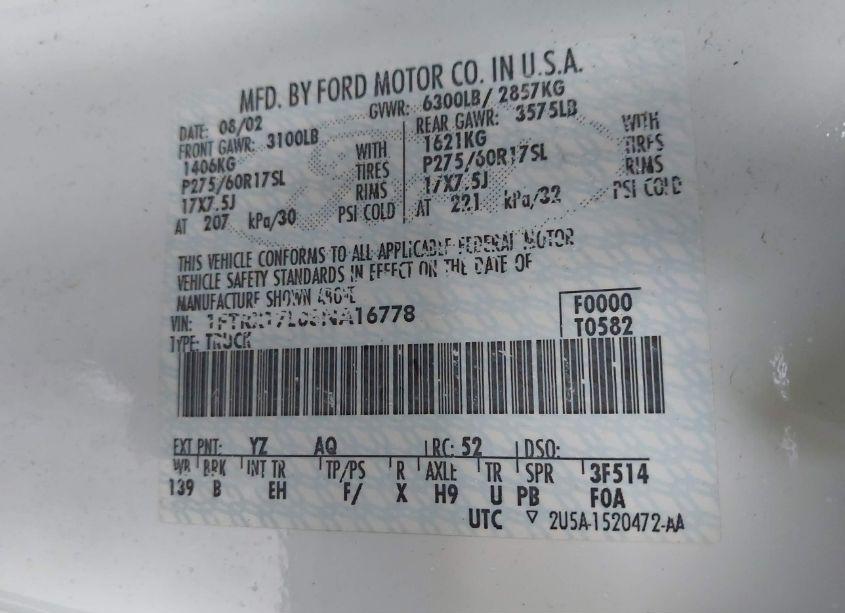 MFD. BY FORD MOTOR CO. IN U.S.A.
DATE: 08/02 GVWR: 6300LB/ 2857KG
FRONT GAWR: 3100LB REAR GAWR: 3575LB
1406KG WITH 1621KG WITH
P275/60R17SL TIRES P275/60R17SL TIRES
17X7.5J RIMS 17X7.5J RIMS
AT 207 kPa/30 PSI COLD AT 221 kPa/32 PSI COLD
THIS VEHICLE CONFORMS TO ALL APPLICABLE FEDERAL MOTOR
VEHICLE SAFETY STANDARDS IN EFFECT ON THE DATE OF
MANUFACTURE SHOWN ABOVE
VIN: F0000
TYPE: TRUCK T0582
EXT PNT: YZ AQ RC: 52 DSO:
WB BRK INT TR TP/PS R AXLE TR SPR 3F514
139 B EH F/ X H9 U PB F0A
UTC ▽ 2U5A-1520472-AA